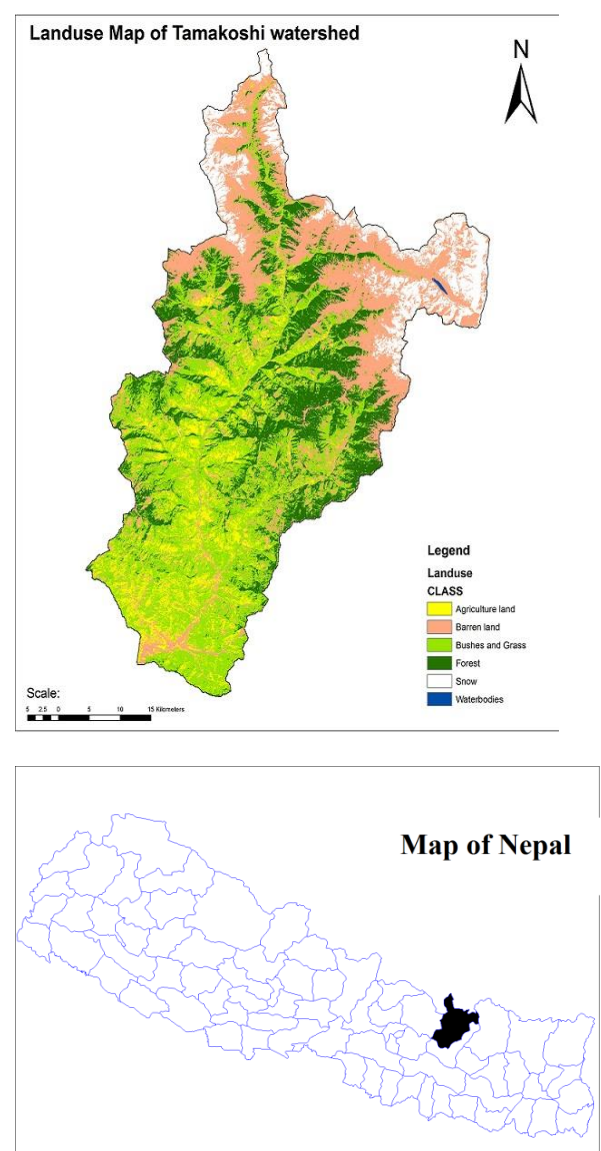 Landuse Map of Tamakoshi watershed
N
Legend
Landuse
CLASS
Agriculture land
Barren land
Bushes and Grass
Forest
Snow
Waterbodies
Scale:
5 2.5 0 5 10 15 Kilometers
Map of Nepal